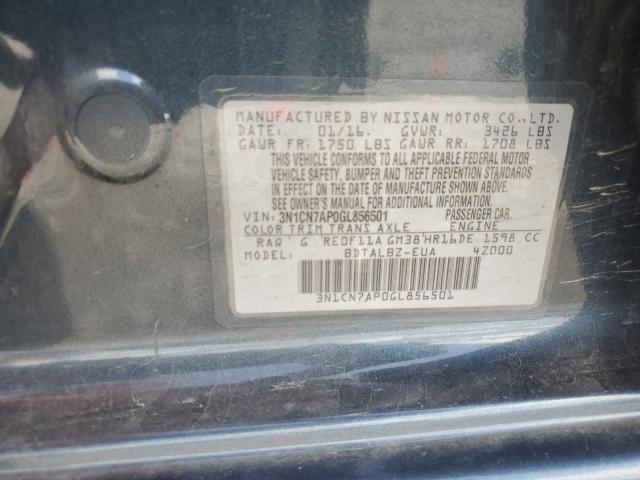 MANUFACTURED BY NISSAN MOTOR CO.,LTD.
DATE: 01/16. GVWR: 3426 LBS
GAWR FR: 1750 LBS GAWR RR: 1708 LBS
THIS VEHICLE CONFORMS TO ALL APPLICABLE FEDERAL MOTOR
VEHICLE SAFETY, BUMPER AND THEFT PREVENTION STANDARDS
IN EFFECT ON THE DATE OF MANUFACTURE SHOWN ABOVE.
SEE OWNER'S MANUAL FOR ADDITIONAL INFORMATION.
VIN: 3N1CN7AP0GL856501 PASSENGER CAR.
COLOR TRIM TRANS AXLE ENGINE
RAQ G RE0F11A GM38 HR16DE 1598 CC
MODEL: BDTALBZ-EUA 4Z000
3N1CN7AP0GL856501